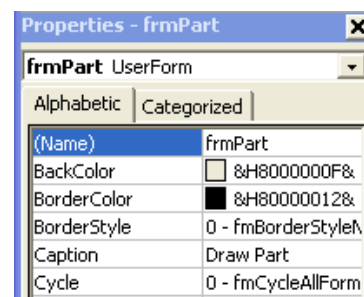 Properties - frmPart
frmPart UserForm
Alphabetic Categorized
(Name) frmPart
BackColor &H8000000F&
BorderColor &H80000012&
BorderStyle 0 - fmBorderStyleN
Caption Draw Part
Cycle 0 - fmCycleAllForm